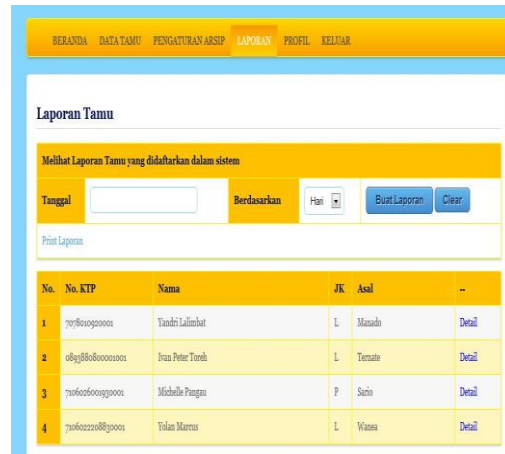 BERANDA DATA TAMU PENGATURAN ARSIP LAPORAN PROFIL KELUAR
Laporan Tamu
Melihat Laporan Tamu yang didaftarkan dalam sistem
Tanggal Berdasarkan Hari Buat Laporan Clear
Print Laporan
No. No. KTP Nama JK Asal --
1 7078010920001 Yandri Lalimbat L Manado Detail
2 0893880800001001 Ivan Peter Toreh L Ternate Detail
3 7106026001930001 Michelle Pangau P Sario Detail
4 7106022208830001 Yolan Marcus L Wanea Detail